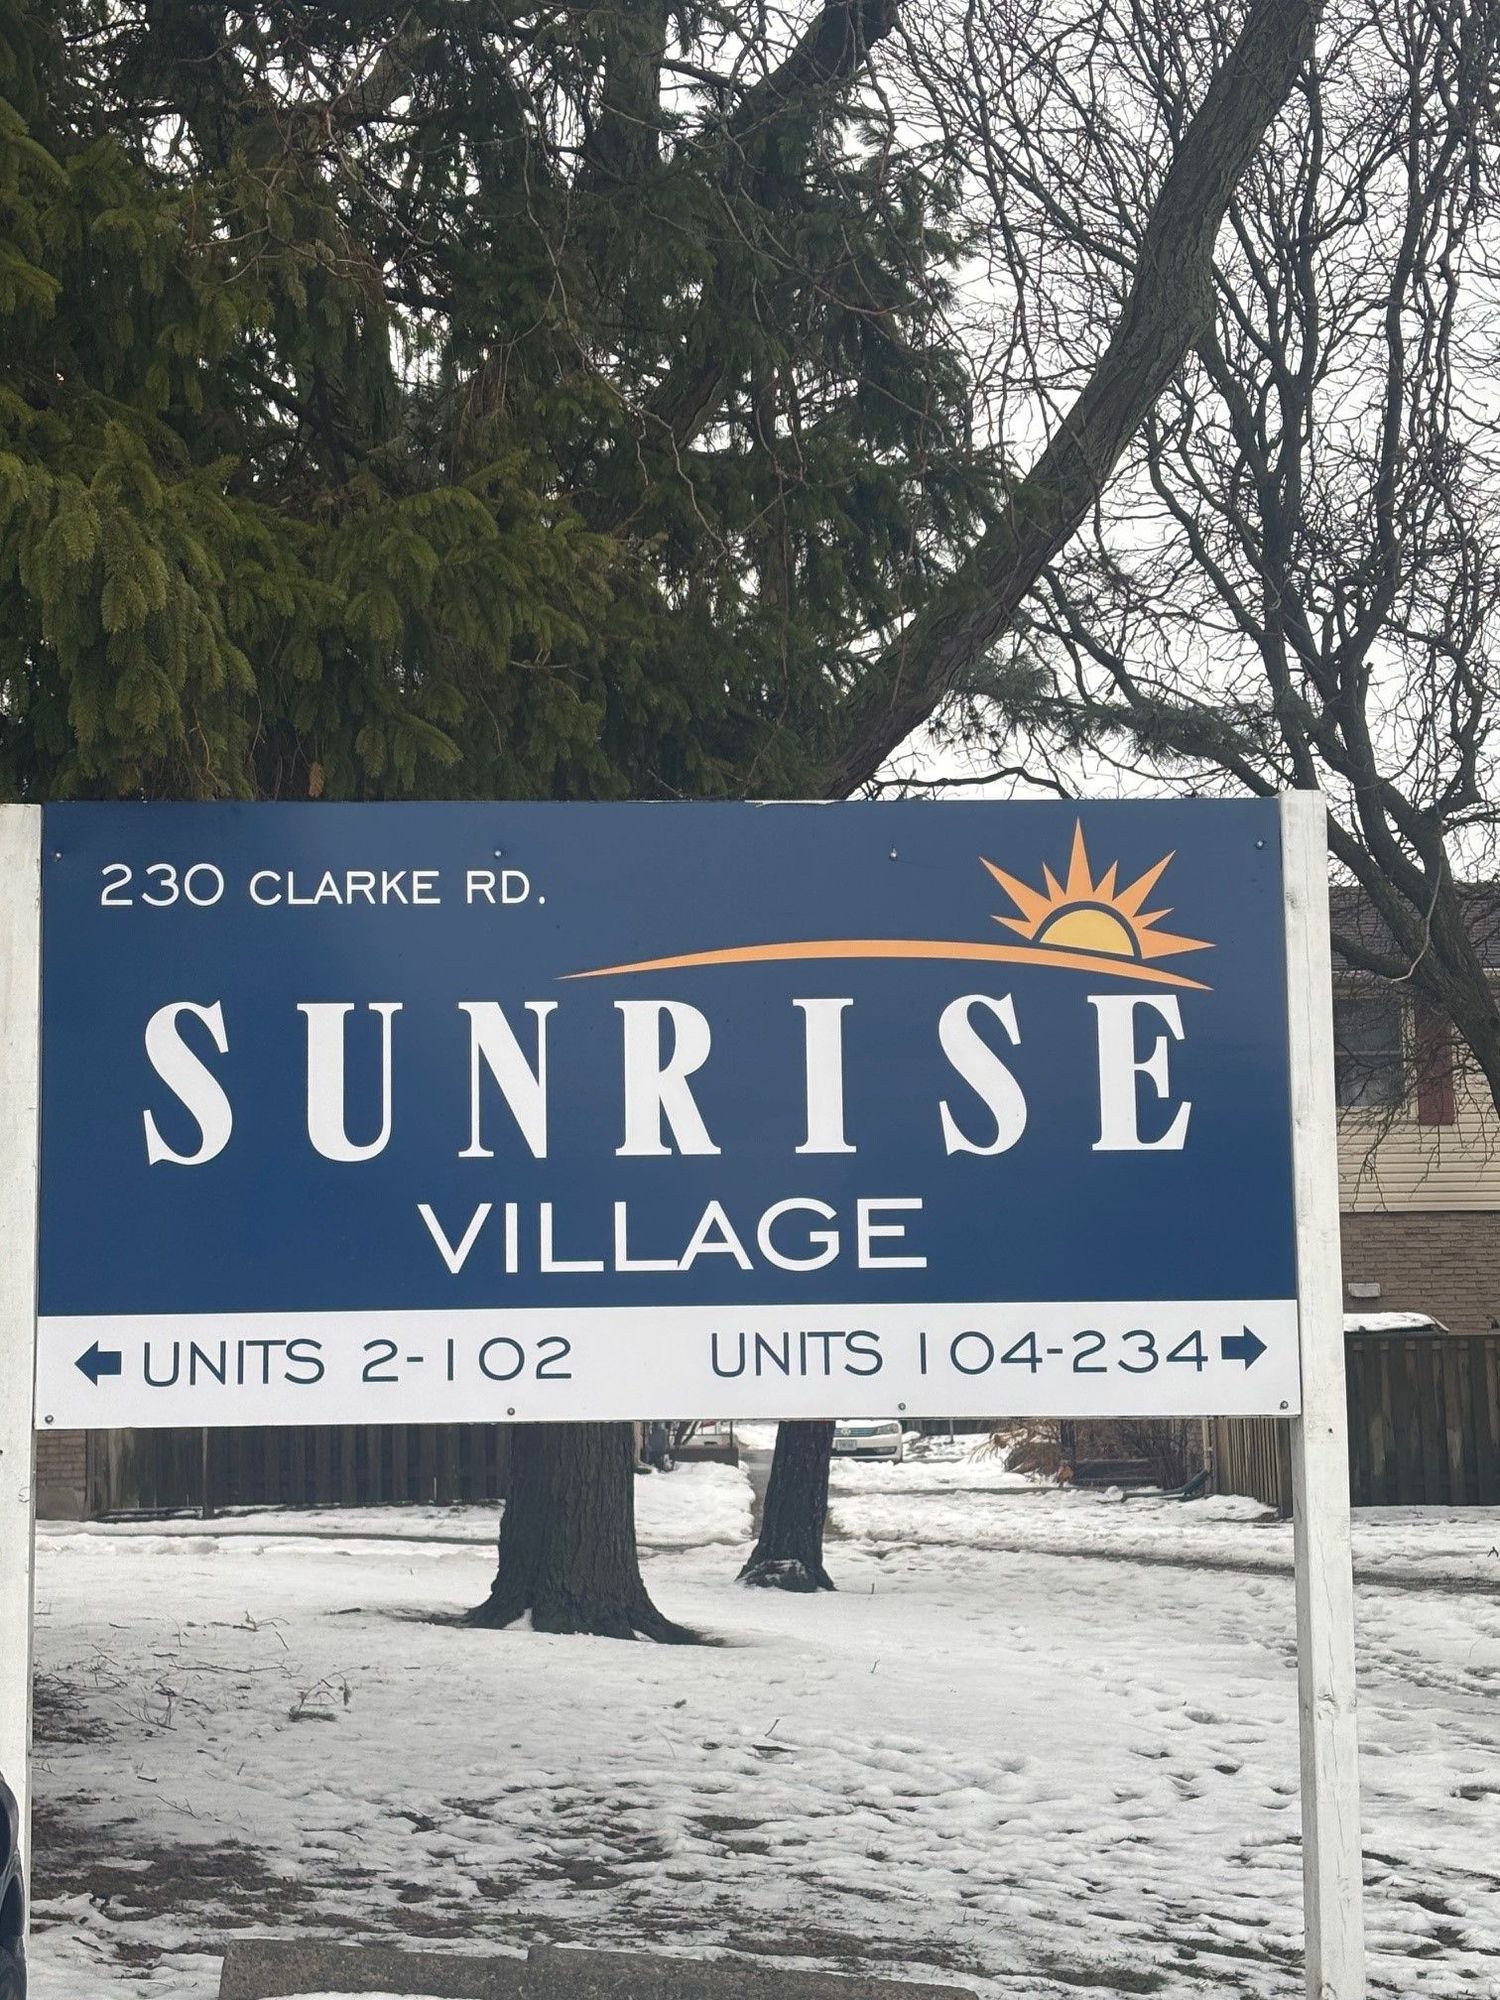 230 CLARKE RD.
SUNRISE
VILLAGE
UNITS 2-102 UNITS 104-234